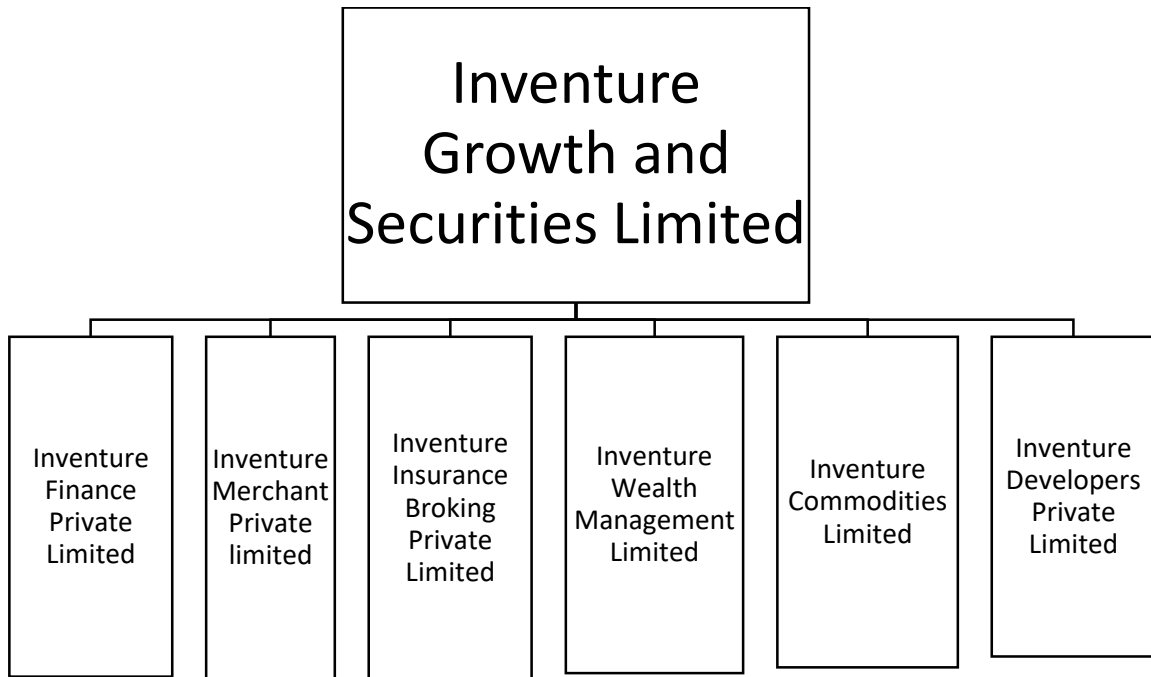 Inventure
Growth and
Securities Limited
Inventure
Finance
Private
Limited
Inventure
Merchant
Private
limited
Inventure
Insurance
Broking
Private
Limited
Inventure
Wealth
Management
Limited
Inventure
Commodities
Limited
Inventure
Developers
Private
Limited